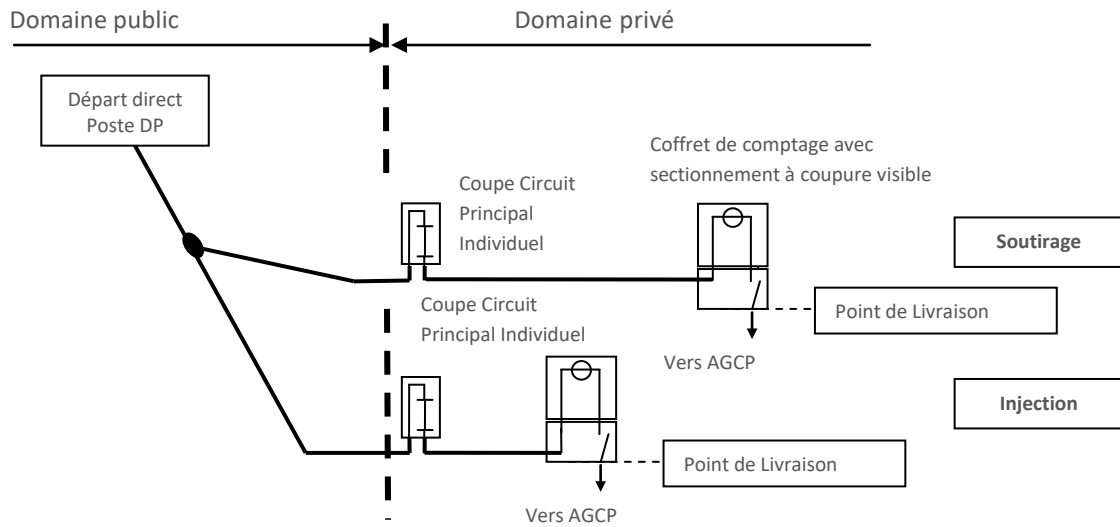 Domaine public
Domaine privé
Départ direct
Poste DP
Coffret de comptage avec
sectionnement à coupure visible
Coupe Circuit
Principal
Individuel
Soutirage
Coupe Circuit
Principal Individuel
Point de Livraison
Vers AGCP
Injection
Point de Livraison
Vers AGCP